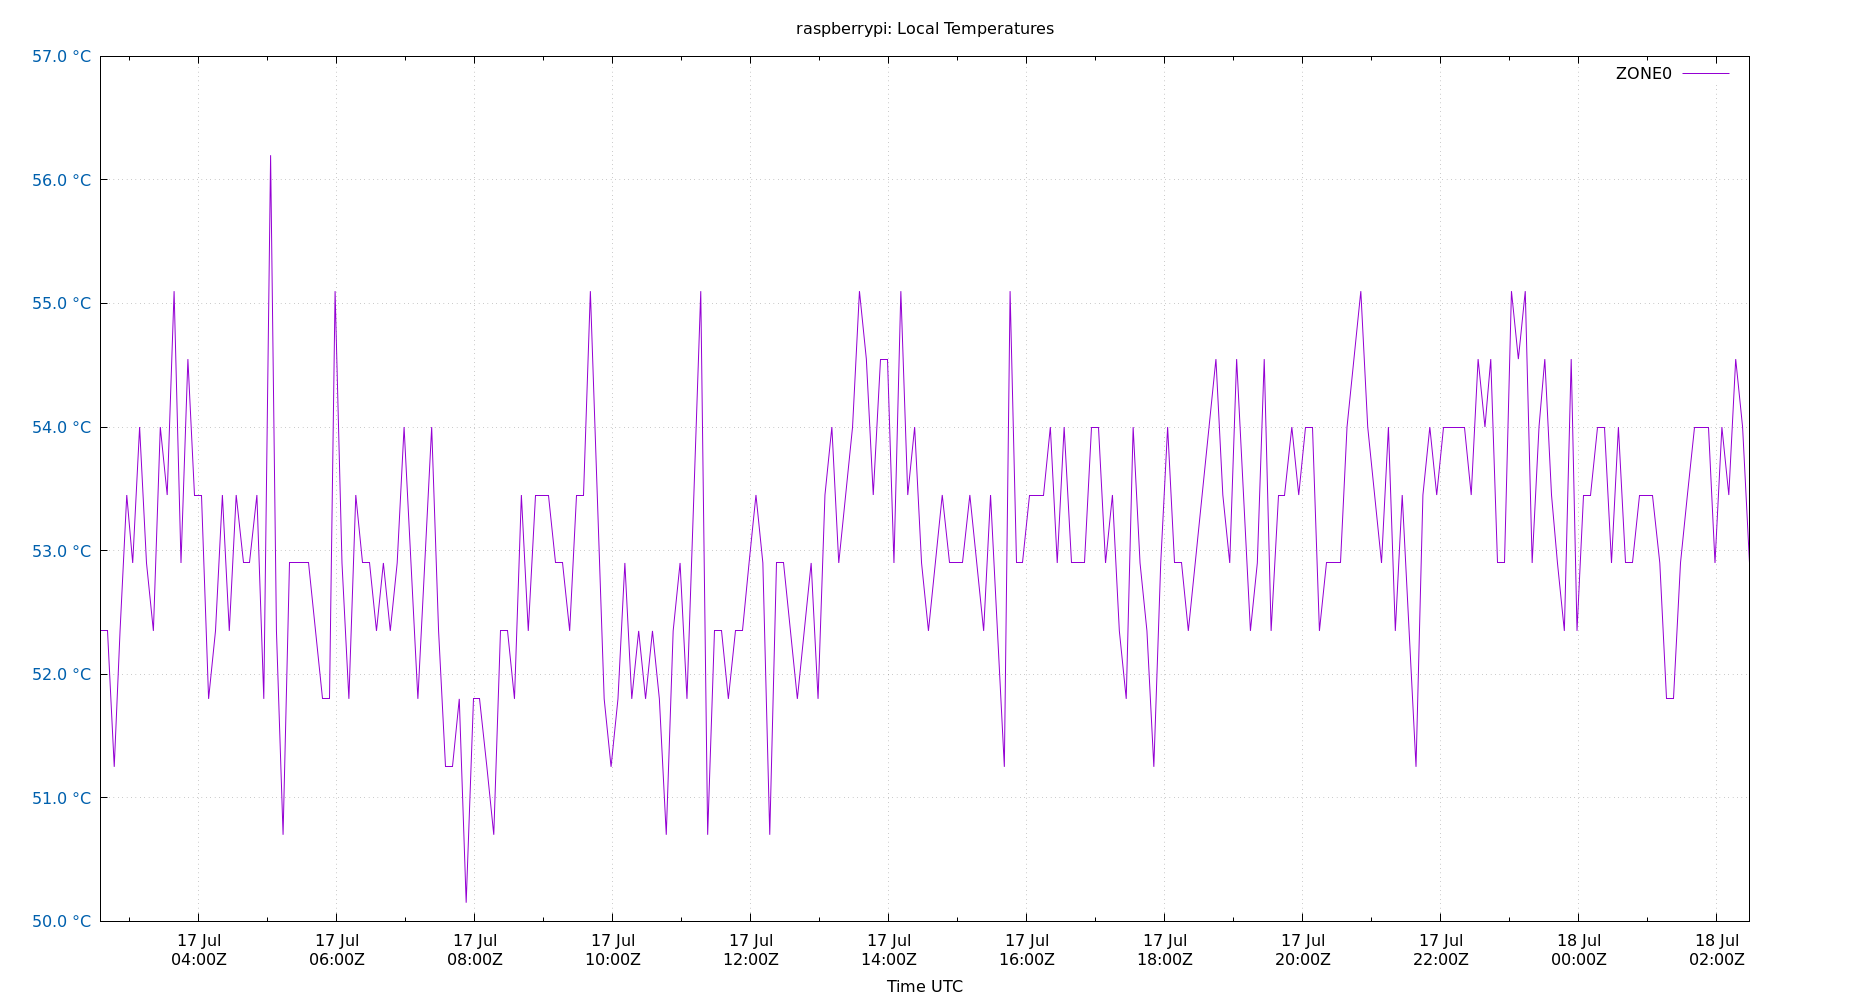 raspberrypi: Local Temperatures
57.0 °C
ZONE0
56.0 °C
55.0 °C
54.0 °C
53.0 °C
52.0 °C
51.0 °C
50.0 °C
17 Jul 17 Jul 17 Jul 17 Jul 17 Jul 17 Jul 17 Jul 17 Jul 17 Jul 17 Jul 18 Jul 18 Jul
04:00Z 06:00Z 08:00Z 10:00Z 12:00Z 14:00Z 16:00Z 18:00Z 20:00Z 22:00Z 00:00Z 02:00Z
Time UTC